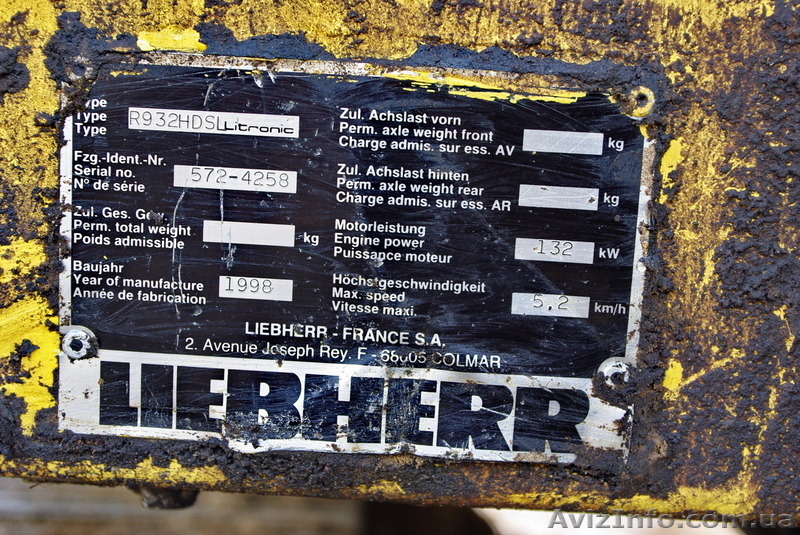 Type
Type
Type
R932HDSL Litronic
Fzg.-Ident.-Nr.
Serial no.
N° de série
572-4258
Zul. Ges. Gew.
Perm. total weight
Poids admissible
kg
Baujahr
Year of manufacture
Année de fabrication
1998
Zul. Achslast vorn
Perm. axle weight front
Charge admis. sur ess. AV
kg
Zul. Achslast hinten
Perm. axle weight rear
Charge admis. sur ess. AR
kg
Motorleistung
Engine power
Puissance moteur
132 kW
Höchstgeschwindigkeit
Max. speed
Vitesse maxi.
5,2 km/h
LIEBHERR - FRANCE S.A.
2. Avenue Joseph Rey. F - 68005 COLMAR
LIEBHERR
AvizInfo.com.ua